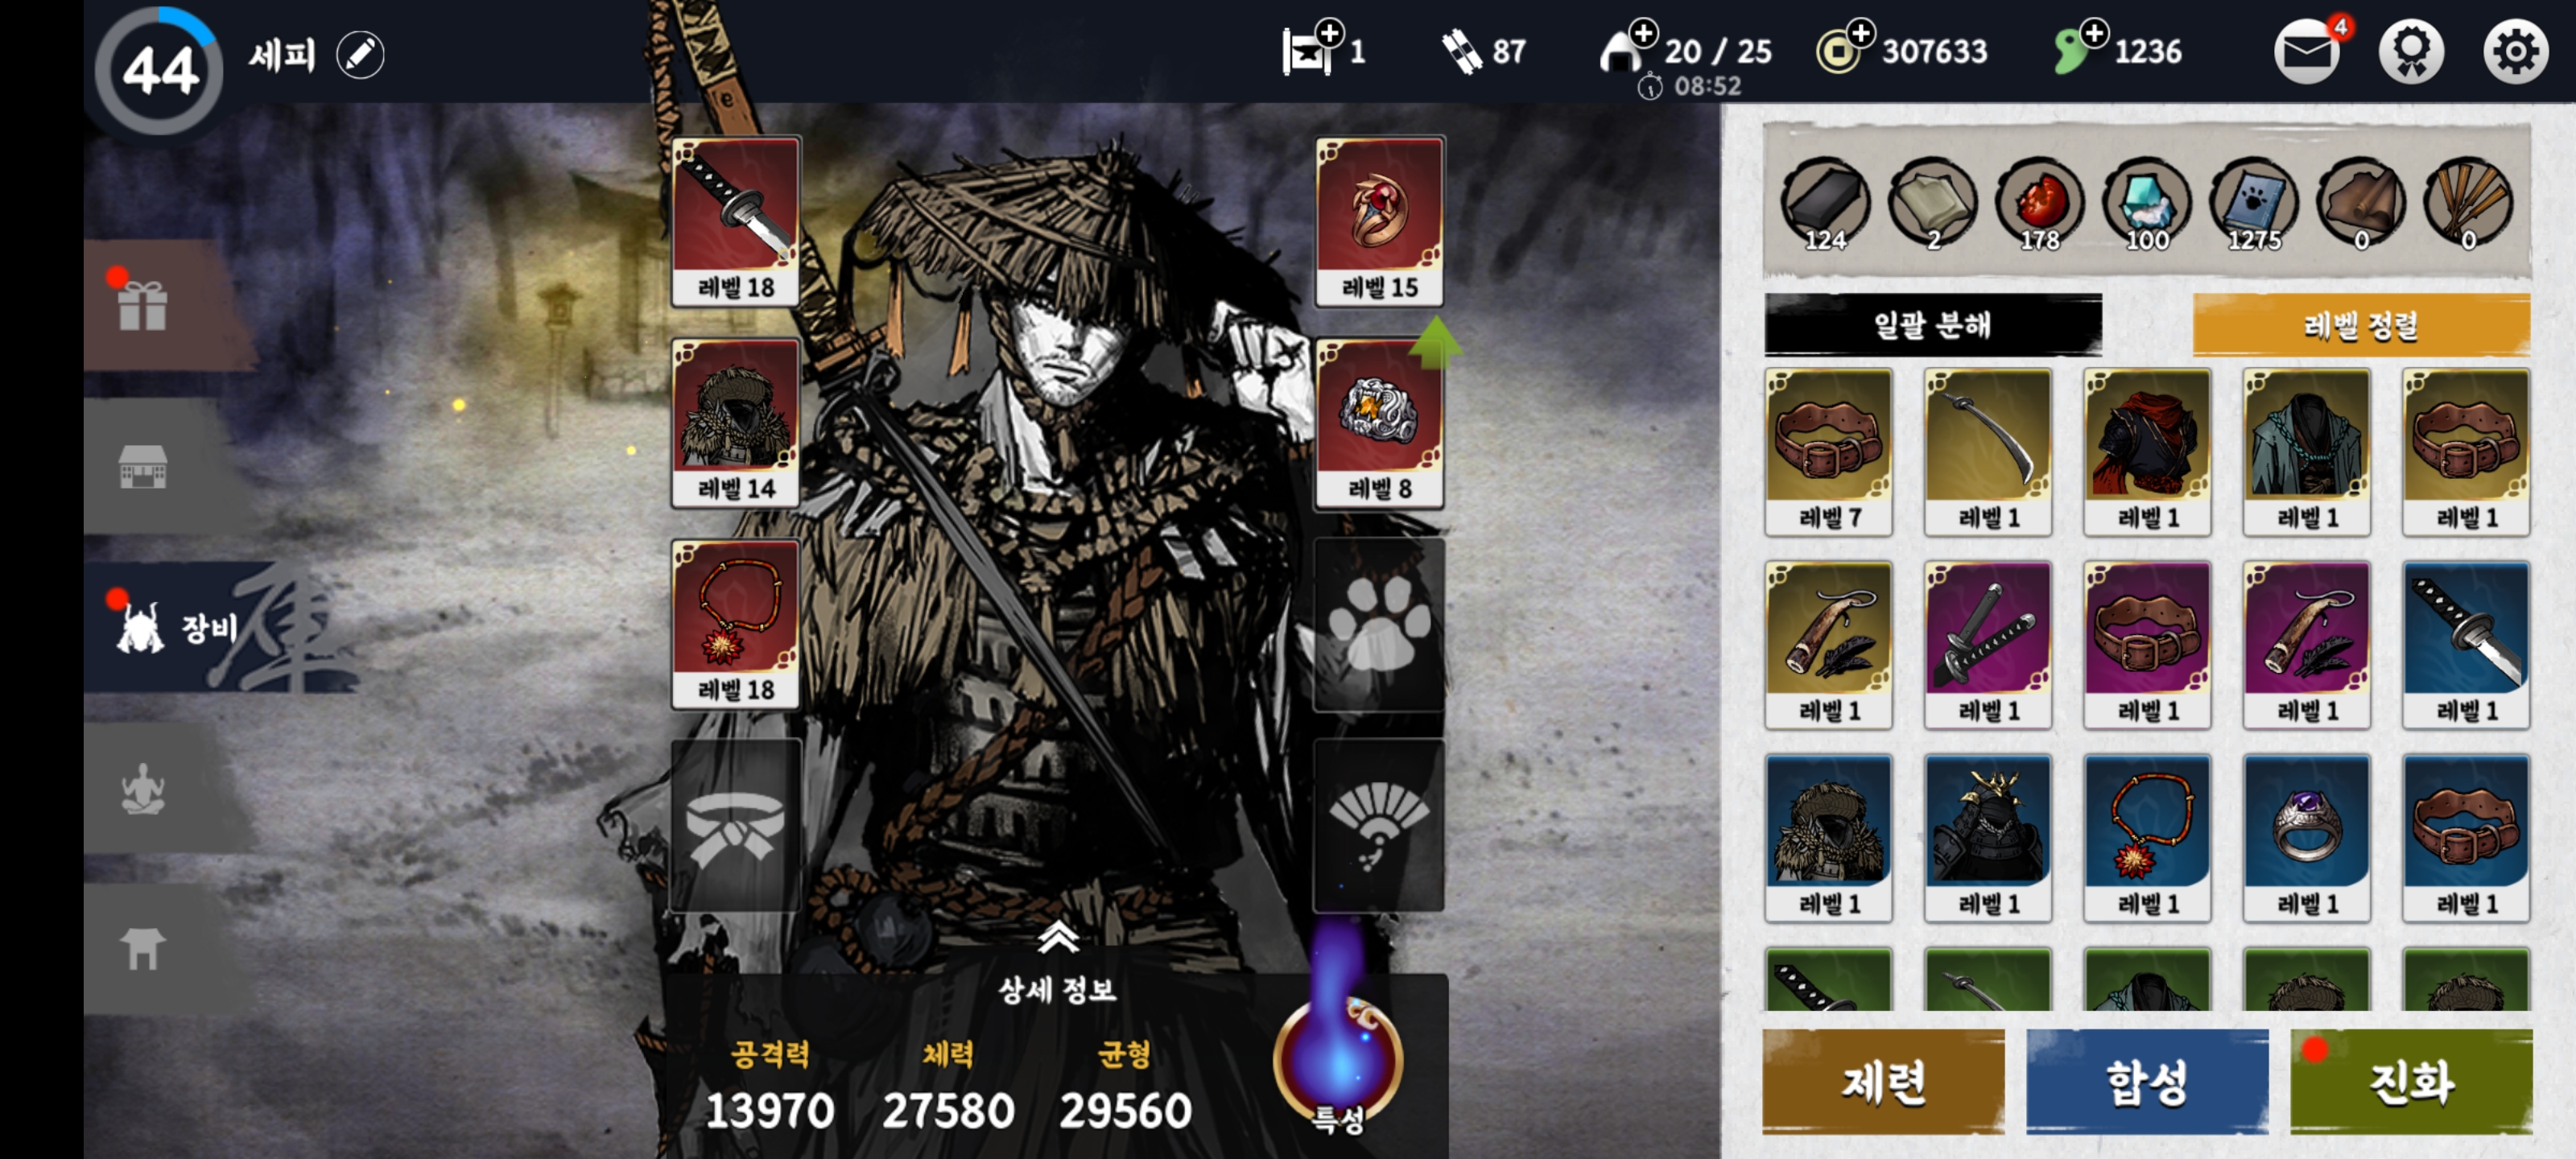 44 세피 1 87 20 / 25 307633 1236 4
08:52
레벨 18
레벨 15
레벨 14
레벨 8
레벨 18
장비
庫
상세 정보
공격력 체력 균형
13970 27580 29560
특성
124 2 178 100 1275 0 0
일괄 분해 레벨 정렬
레벨 7 레벨 1 레벨 1 레벨 1 레벨 1
레벨 1 레벨 1 레벨 1 레벨 1 레벨 1
레벨 1 레벨 1 레벨 1 레벨 1 레벨 1
제련 합성 진화